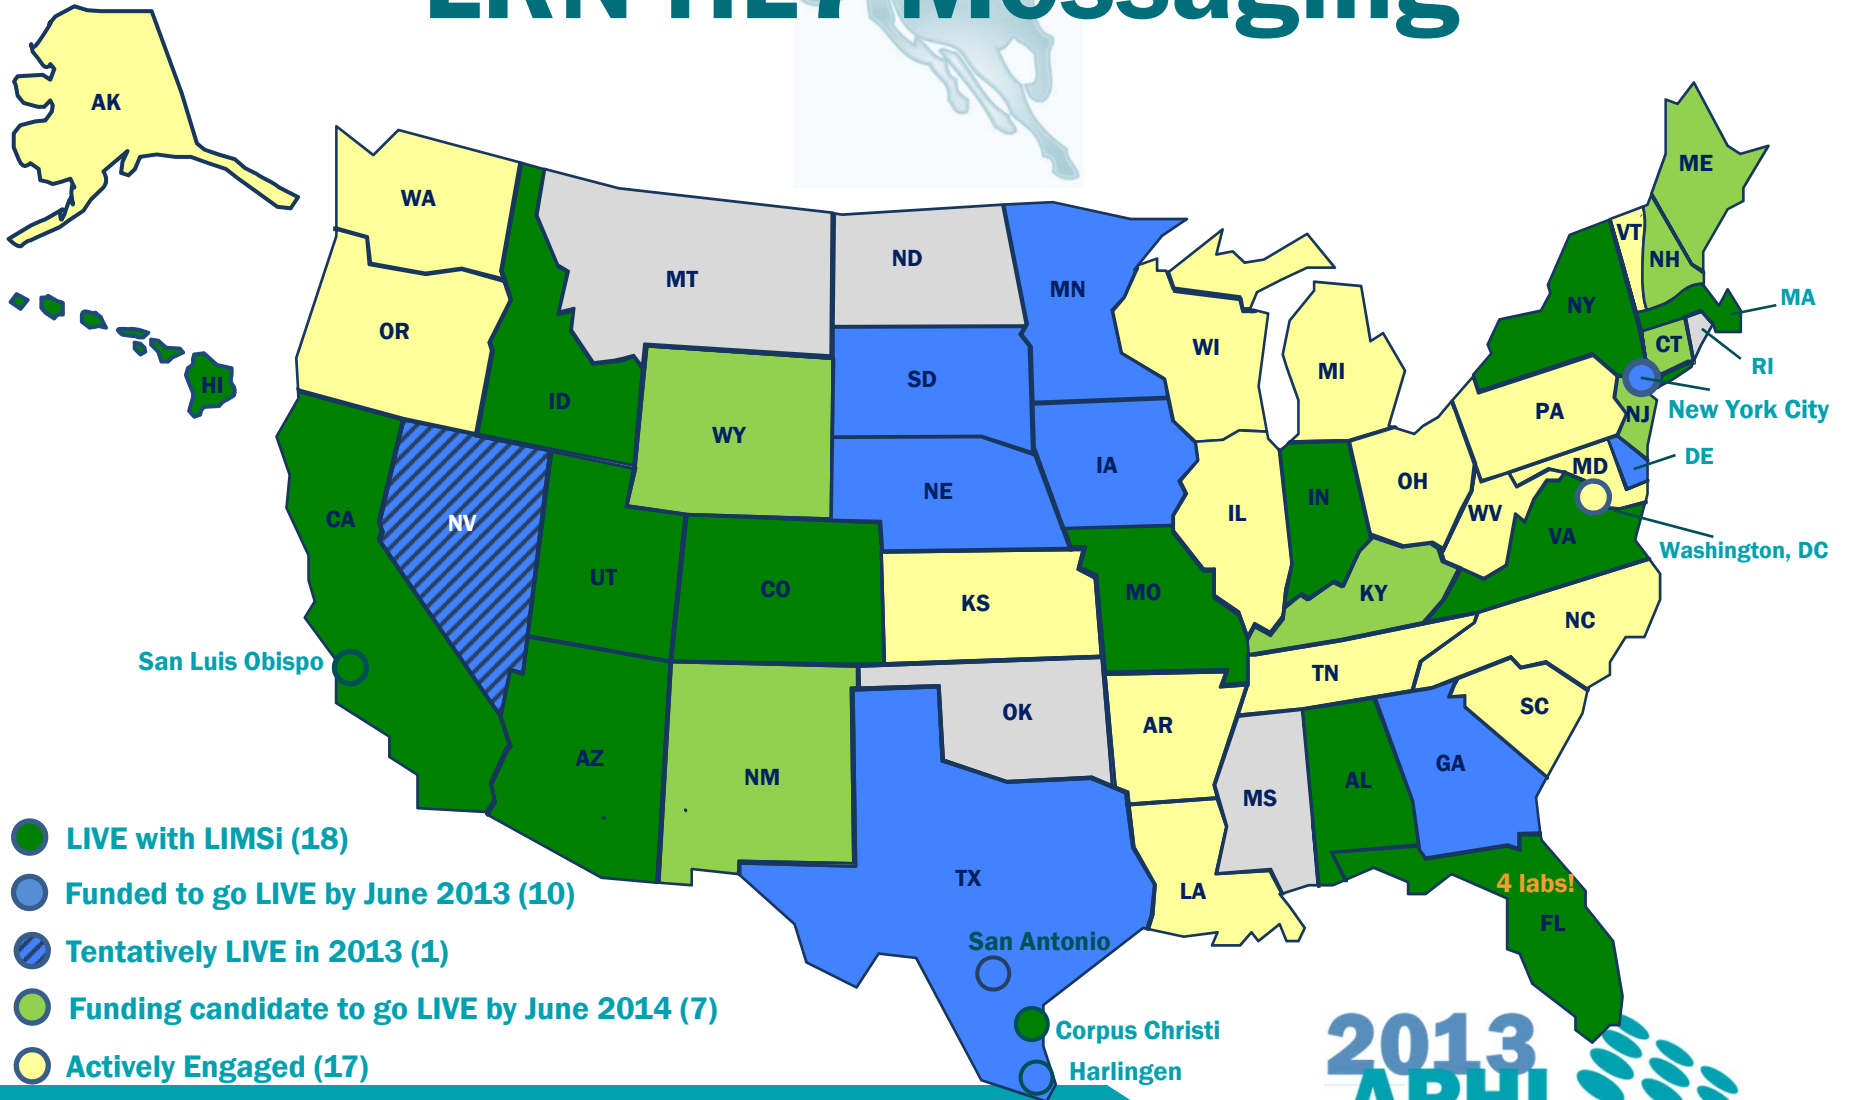 LRN HL7 Messaging
AK
WA
MT
ND
MN
ME
VT
NH
OR
ID
WY
SD
WI
MI
NY
MA
CT
RI
HI
New York City
PA
NJ
CA
NV
NE
IA
IL
IN
OH
MD
DE
WV
VA
Washington, DC
UT
CO
KS
MO
KY
NC
San Luis Obispo
TN
AZ
NM
OK
AR
SC
MS
AL
GA
TX
LA
4 labs!
FL
San Antonio
Corpus Christi
Harlingen
LIVE with LIMSi (18)
Funded to go LIVE by June 2013 (10)
Tentatively LIVE in 2013 (1)
Funding candidate to go LIVE by June 2014 (7)
Actively Engaged (17)
2013
APHL